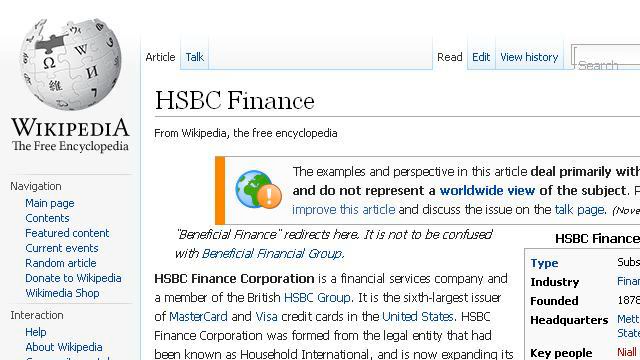 WIKIPEDIA
The Free Encyclopedia
Article Talk Read Edit View history Search
HSBC Finance
From Wikipedia, the free encyclopedia
The examples and perspective in this article deal primarily with
and do not represent a worldwide view of the subject. P
improve this article and discuss the issue on the talk page. (Nove
"Beneficial Finance" redirects here. It is not to be confused
with Beneficial Financial Group.
HSBC Finance Corporation is a financial services company and
a member of the British HSBC Group. It is the sixth-largest issuer
of MasterCard and Visa credit cards in the United States. HSBC
Finance Corporation was formed from the legal entity that had
been known as Household International, and is now expanding its
HSBC Finance
Type Subs
Industry Finan
Founded 1878
Headquarters Mett
State
Key people Niall
Navigation
Main page
Contents
Featured content
Current events
Random article
Donate to Wikipedia
Wikimedia Shop
Interaction
Help
About Wikipedia